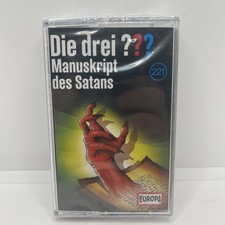 Die drei ???
Manuskript
des Satans
221
EUROPA